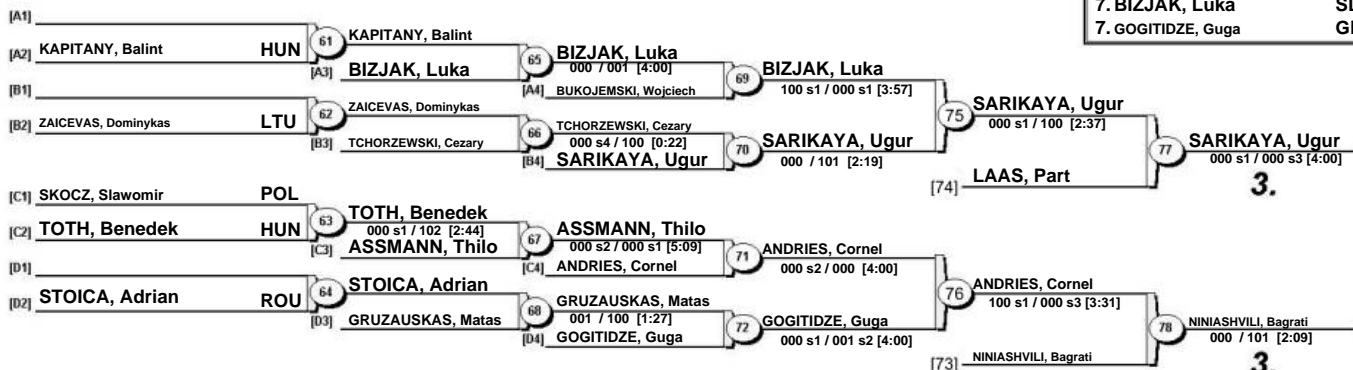 7. BIZJAK, Luka
7. GOGITIDZE, Guga
[A1]
[A2] KAPITANY, Balint HUN
61 KAPITANY, Balint
[A3] BIZJAK, Luka
65 BIZJAK, Luka
000 / 001 [4:00]
[A4] BUKOJEMSKI, Wojciech
69 BIZJAK, Luka
100 s1 / 000 s1 [3:57]
[B1]
[B2] ZAICEVAS, Dominykas LTU
62 ZAICEVAS, Dominykas
[B3] TCHORZEWSKI, Cezary
66 TCHORZEWSKI, Cezary
000 s4 / 100 [0:22]
[B4] SARIKAYA, Ugur
70 SARIKAYA, Ugur
000 / 101 [2:19]
75 SARIKAYA, Ugur
000 s1 / 100 [2:37]
[74] LAAS, Part
77 SARIKAYA, Ugur
000 s1 / 000 s3 [4:00]
3.
[C1] SKOCZ, Slawomir POL
[C2] TOTH, Benedek HUN
63 TOTH, Benedek
000 s1 / 102 [2:44]
[C3] ASSMANN, Thilo
67 ASSMANN, Thilo
000 s2 / 000 s1 [5:09]
[C4] ANDRIES, Cornel
71 ANDRIES, Cornel
000 s2 / 000 [4:00]
[D1]
[D2] STOICA, Adrian ROU
64 STOICA, Adrian
[D3] GRUZAUSKAS, Matas
68 GRUZAUSKAS, Matas
001 / 100 [1:27]
[D4] GOGITIDZE, Guga
72 GOGITIDZE, Guga
000 s1 / 001 s2 [4:00]
76 ANDRIES, Cornel
100 s1 / 000 s3 [3:31]
[73] NINIASHVILI, Bagrati
78 NINIASHVILI, Bagrati
000 / 101 [2:09]
3.